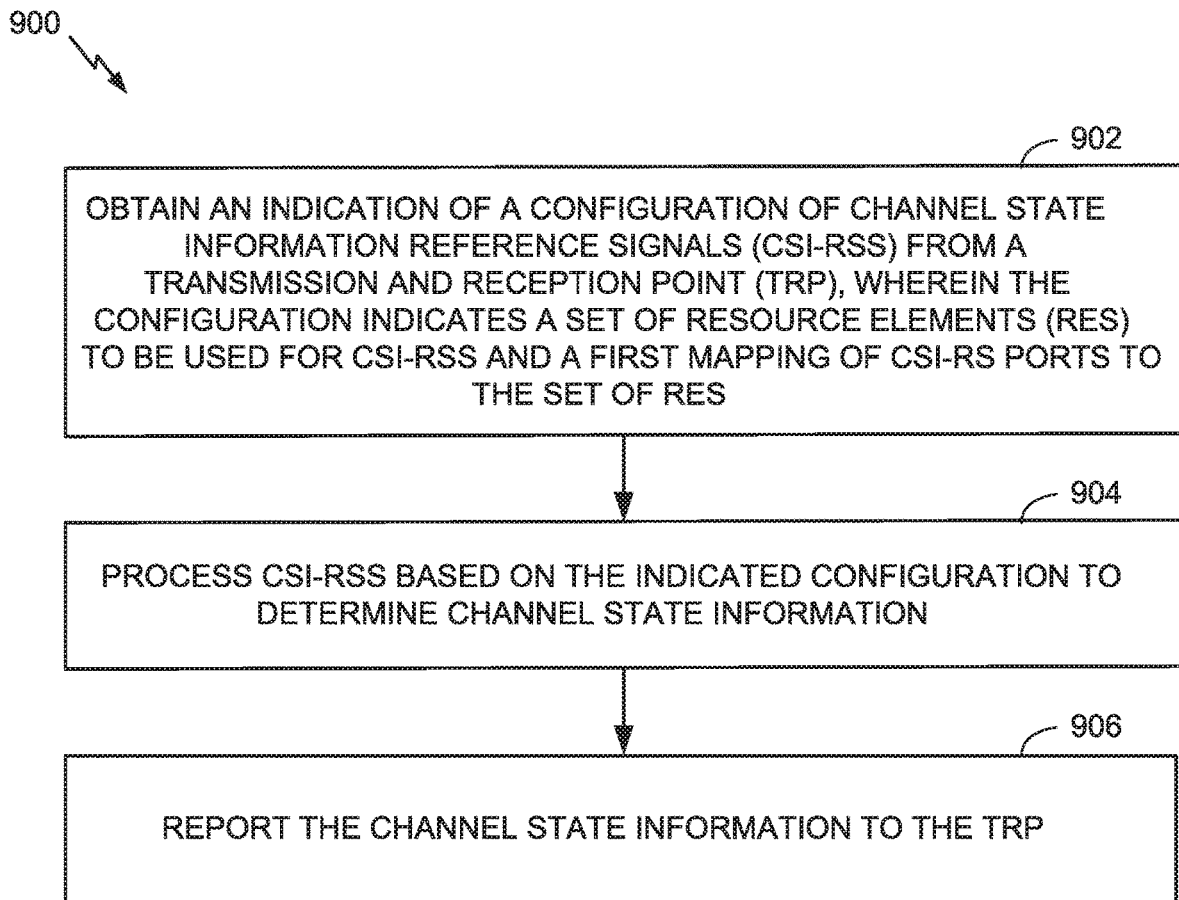 900
902
OBTAIN AN INDICATION OF A CONFIGURATION OF CHANNEL STATE
INFORMATION REFERENCE SIGNALS (CSI-RSS) FROM A
TRANSMISSION AND RECEPTION POINT (TRP), WHEREIN THE
CONFIGURATION INDICATES A SET OF RESOURCE ELEMENTS (RES)
TO BE USED FOR CSI-RSS AND A FIRST MAPPING OF CSI-RS PORTS TO
THE SET OF RES
904
PROCESS CSI-RSS BASED ON THE INDICATED CONFIGURATION TO
DETERMINE CHANNEL STATE INFORMATION
906
REPORT THE CHANNEL STATE INFORMATION TO THE TRP